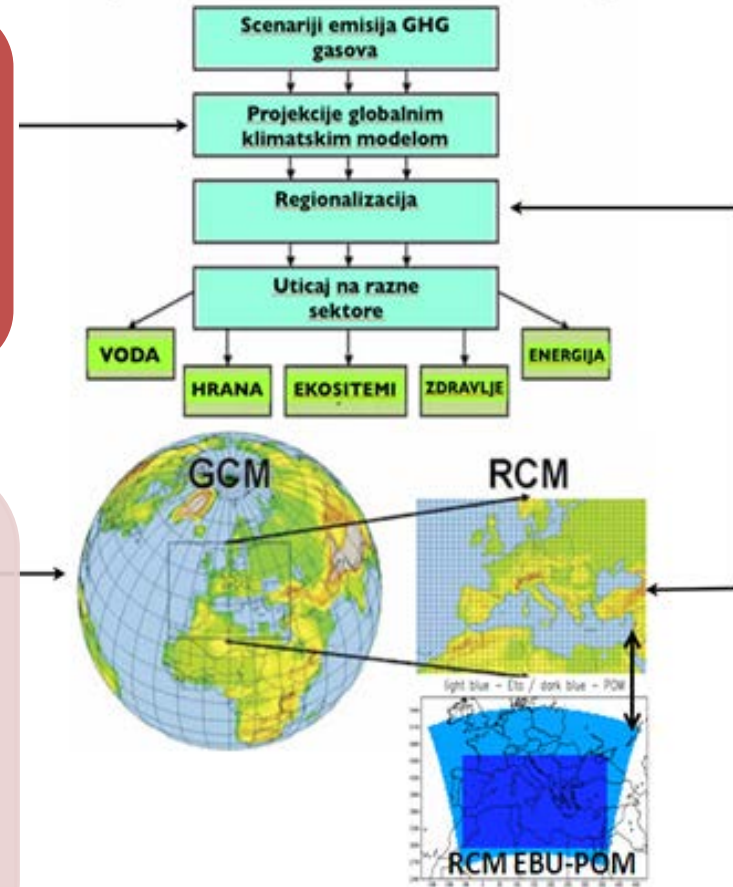 Scenariji emisija GHG
gasova
Projekcije globalnim
klimatskim modelom
Regionalizacija
Uticaj na razne
sektore
VODA
HRANA
EKOSITEMI
ZDRAVLJE
ENERGIJA
GCM
RCM
light blue – Eta / dark blue – POM
RCM EBU-POM